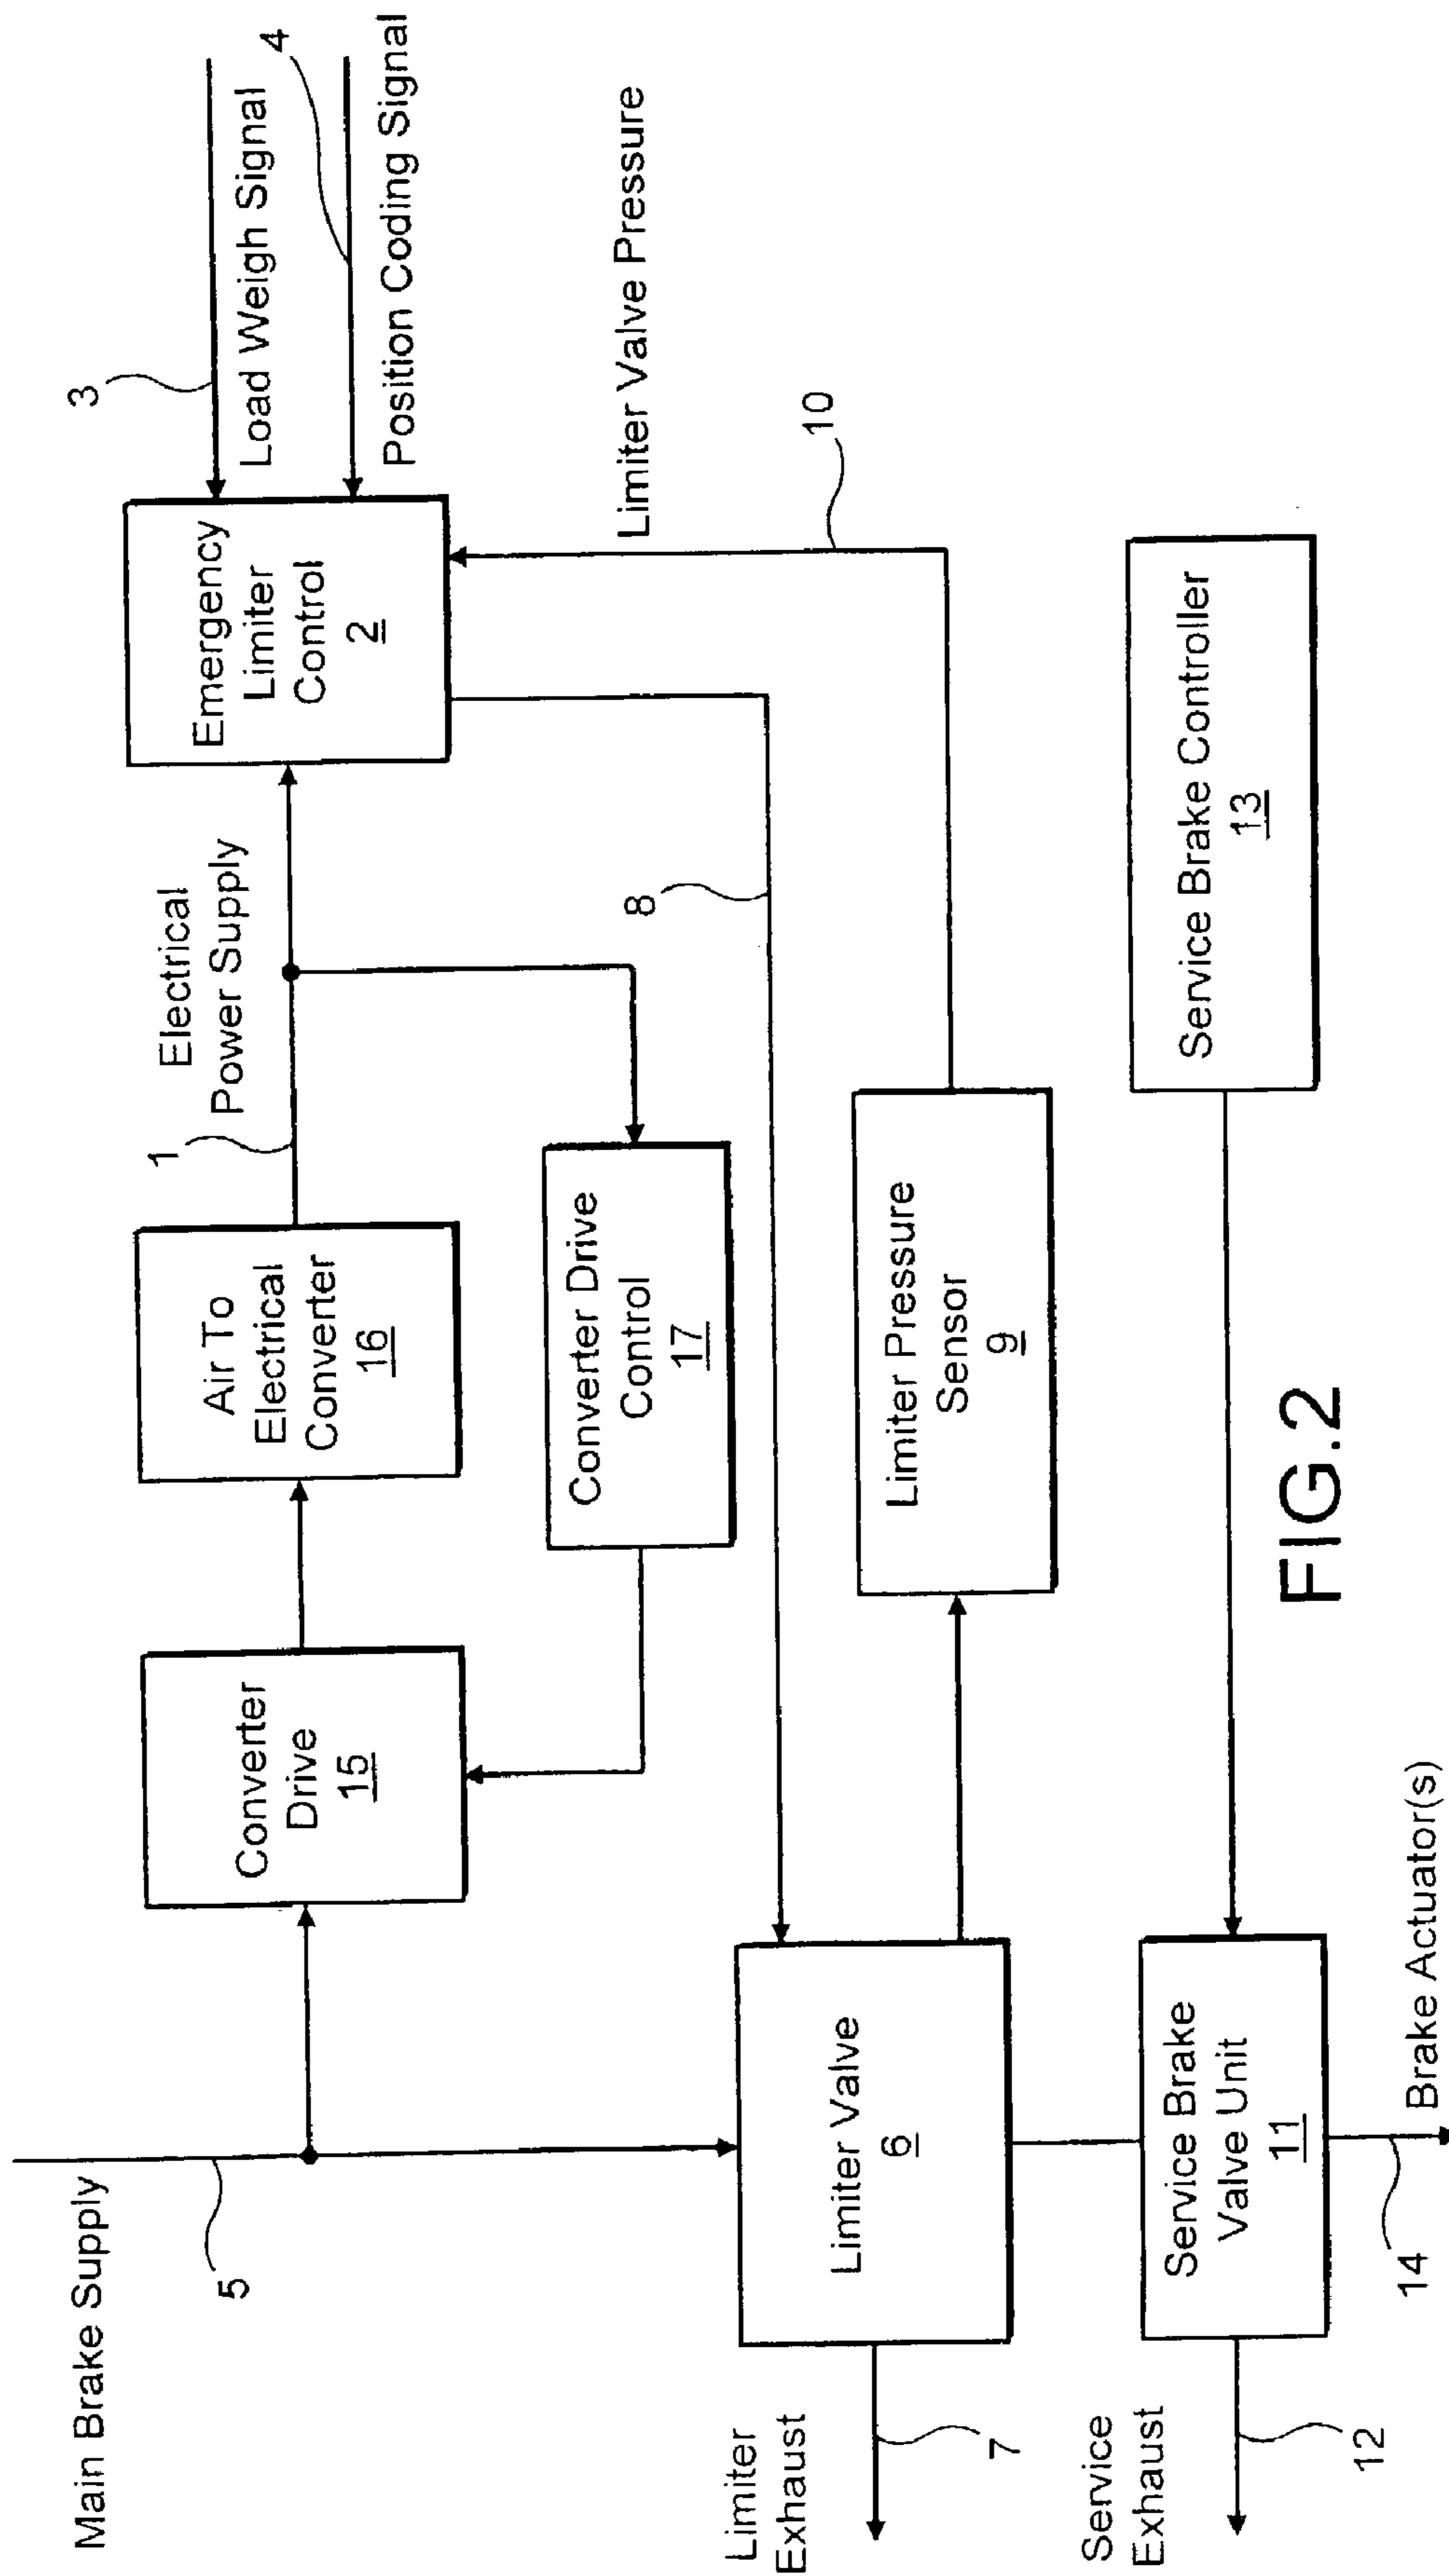 Main Brake Supply
5
Converter
Drive
15
Air To
Electrical
Converter
16
1
Electrical
Power Supply
Emergency
Limiter
Control
2
3
Load Weigh Signal
4
Position Coding Signal
Converter Drive
Control
17
8
Limiter Valve Pressure
10
Limiter
Exhaust
7
Limiter Valve
6
Limiter Pressure
Sensor
9
Service
Exhaust
12
Service Brake
Valve Unit
11
Service Brake Controller
13
14
Brake Actuator(s)
FIG.2